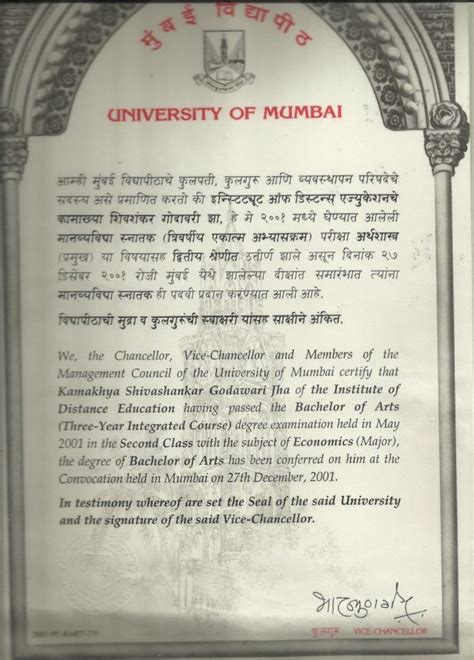 मुंबई विद्यापीठ
UNIVERSITY OF MUMBAI
आम्ही मुंबई विद्यापीठाचे कुलपती, कुलगुरू आणि व्यवस्थापन परिषदेचे
सदस्य असे प्रमाणित करतो की इन्स्टिट्यूट ऑफ डिस्टन्स एज्युकेशनचे
कामाख्या शिवशंकर गोदावरी झा, हे मे २००१ मध्ये घेण्यात आलेली
मानव्यविद्या स्नातक (त्रिवर्षीय एकात्म अभ्यासक्रम) परीक्षा अर्थशास्त्र
(प्रमुख) या विषयासह द्वितीय श्रेणीत उत्तीर्ण झाले असून दिनांक २७
डिसेंबर २००१ रोजी मुंबई येथे झालेल्या दीक्षांत समारंभात त्यांना
मानव्यविद्या स्नातक ही पदवी प्रदान करण्यात आली आहे.
विद्यापीठाची मुद्रा व कुलगुरूंची स्वाक्षरी यांसह साक्षीने अंकित.
We, the Chancellor, Vice-Chancellor and Members of the
Management Council of the University of Mumbai certify that
Kamakhya Shivashankar Godawari Jha of the Institute of
Distance Education having passed the Bachelor of Arts
(Three-Year Integrated Course) degree examination held in May
2001 in the Second Class with the subject of Economics (Major),
the degree of Bachelor of Arts has been conferred on him at the
Convocation held in Mumbai on 27th December, 2001.
In testimony whereof are set the Seal of the said University
and the signature of the said Vice-Chancellor.
कुलगुरू VICE-CHANCELLOR